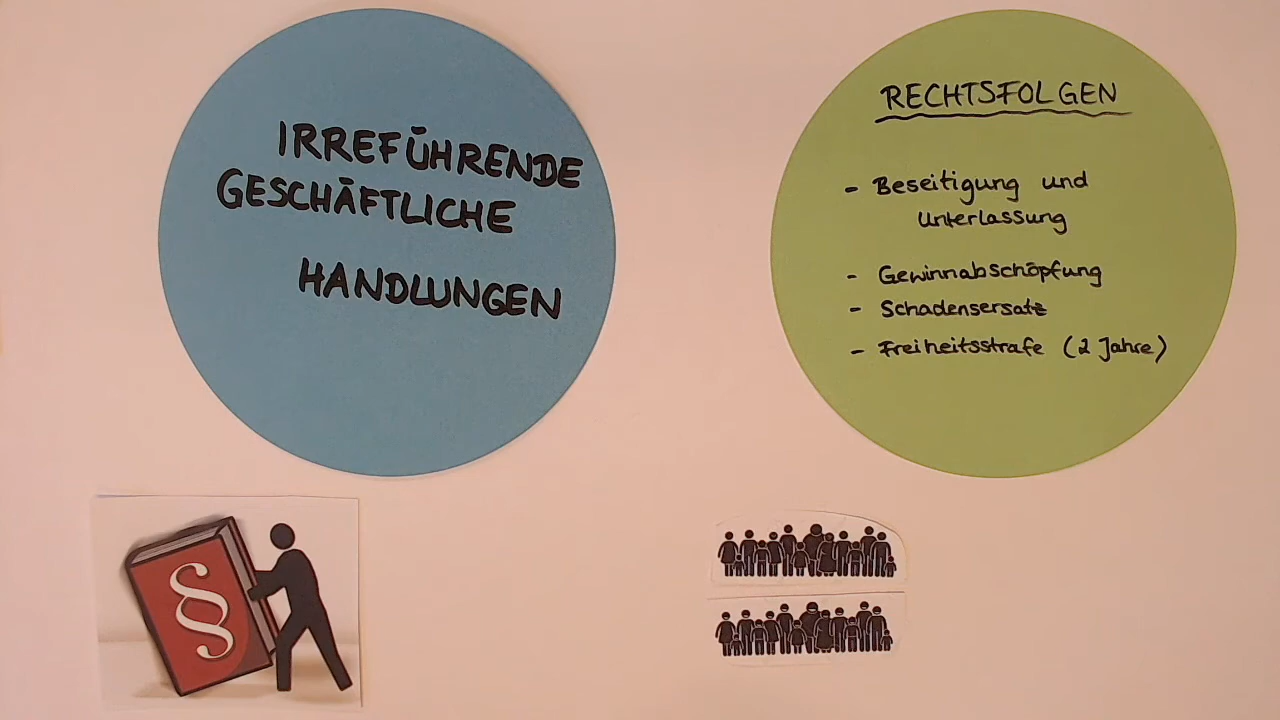 IRREFÜHRENDE
GESCHÄFTLICHE
HANDLUNGEN
RECHTSFOLGEN
- Beseitigung und
Unterlassung
- Gewinnabschöpfung
- Schadensersatz
- Freiheitsstrafe (2 Jahre)
§